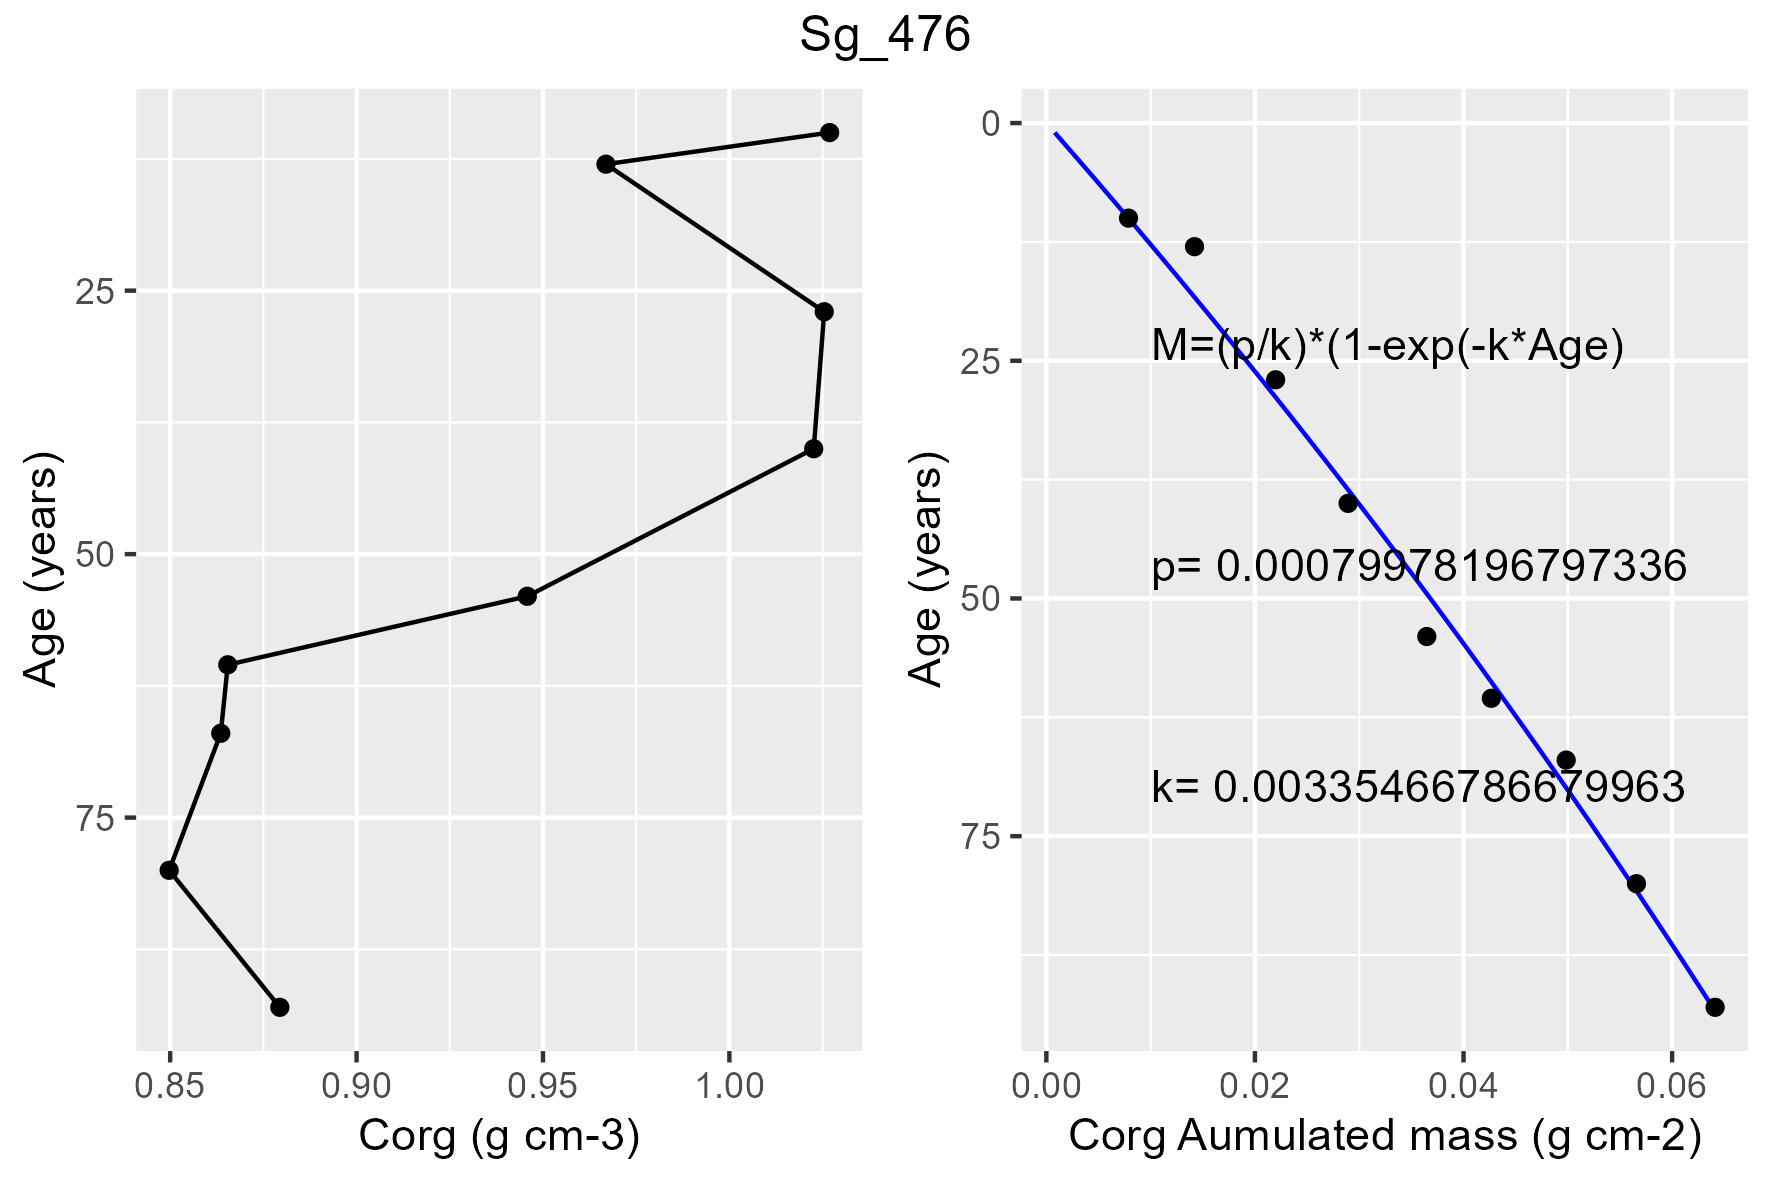 Sg_476
Age (years)
25
50
75
0.85 0.90 0.95 1.00
Corg (g cm-3)
Age (years)
0
25
50
75
M=(p/k)*(1-exp(-k*Age)
p= 0.00079978196797336
k= 0.00335466786679963
0.00 0.02 0.04 0.06
Corg Aumulated mass (g cm-2)